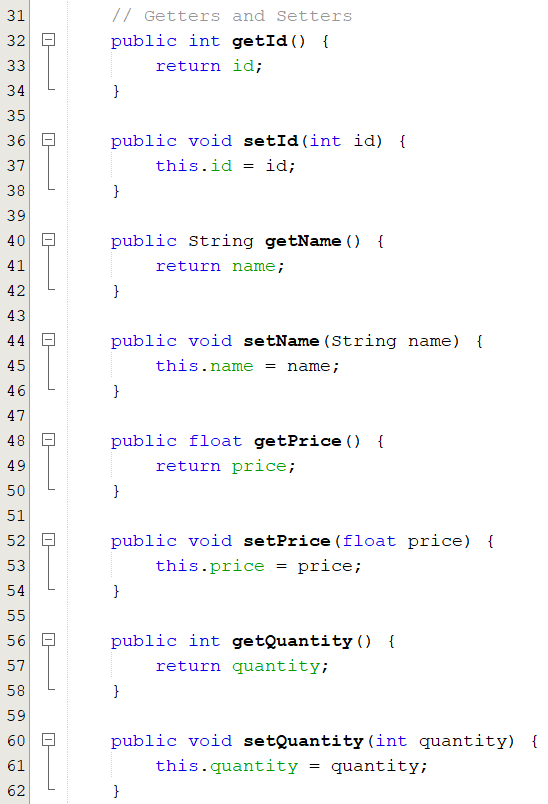 31 // Getters and Setters
32 public int getId() {
33 return id;
34 }
35
36 public void setId(int id) {
37 this.id = id;
38 }
39
40 public String getName() {
41 return name;
42 }
43
44 public void setName(String name) {
45 this.name = name;
46 }
47
48 public float getPrice() {
49 return price;
50 }
51
52 public void setPrice(float price) {
53 this.price = price;
54 }
55
56 public int getQuantity() {
57 return quantity;
58 }
59
60 public void setQuantity(int quantity) {
61 this.quantity = quantity;
62 }